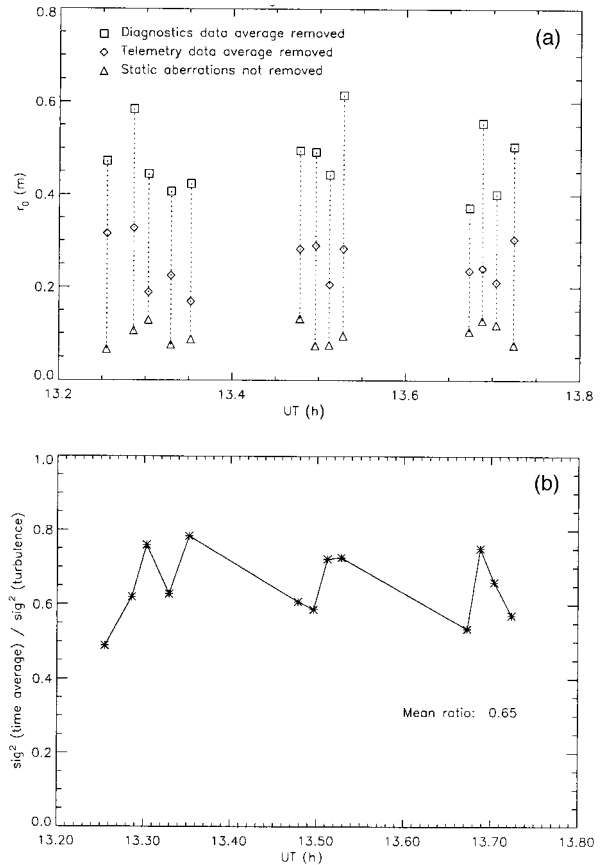 0.8
□ Diagnostics data average removed
(a)
◇ Telemetry data average removed
△ Static aberrations not removed
0.6
0.4
0.2
0.0
r₀ (m)
13.2
13.4
13.6
13.8
UT (h)
1.0
(b)
0.8
0.6
0.4
0.2
0.0
sig² (time average) / sig² (turbulence)
Mean ratio: 0.65
13.20
13.30
13.40
13.50
13.60
13.70
13.80
UT (h)